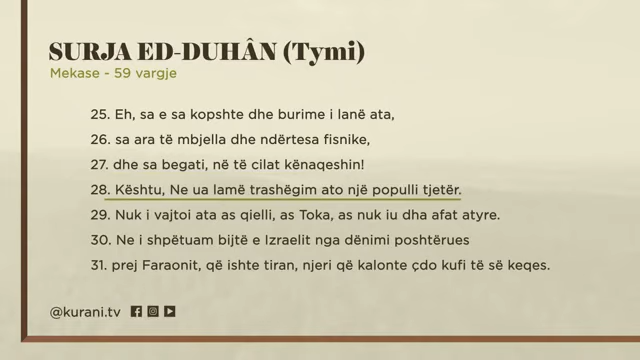 SURJA ED-DUHÂN (Tymi)
Mekase - 59 vargje
25. Eh, sa e sa kopshte dhe burime i lanë ata,
26. sa ara të mbjella dhe ndërtesa fisnike,
27. dhe sa begati, në të cilat kënaqeshin!
28. Kështu, Ne ua lamë trashëgim ato një populli tjetër.
29. Nuk i vajtoi ata as qielli, as Toka, as nuk iu dha afat atyre.
30. Ne i shpëtuam bijtë e Izraelit nga dënimi poshtërues
31. prej Faraonit, që ishte tiran, njeri që kalonte çdo kufi të së keqes.
@kurani.tv